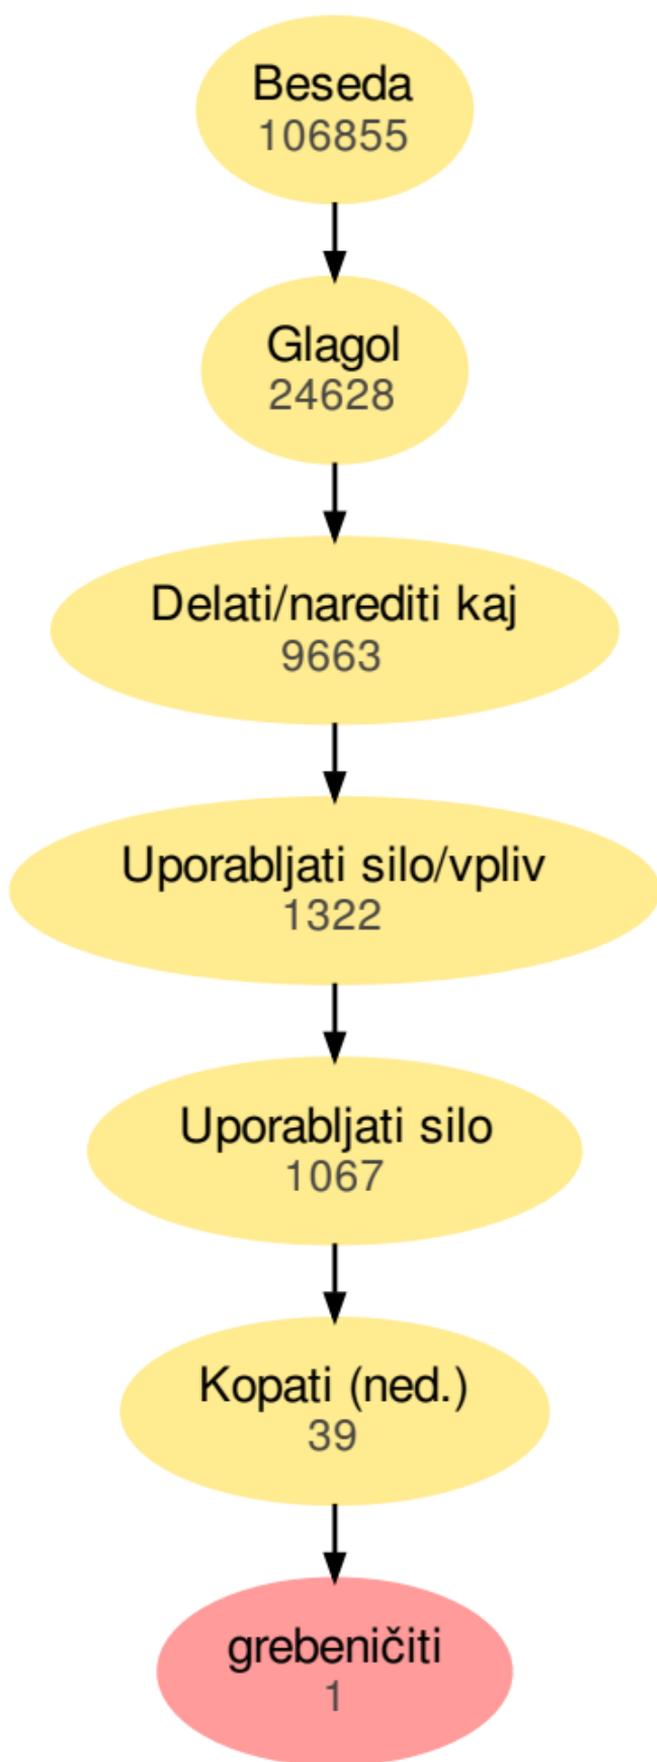 Beseda
106855
Glagol
24628
Delati/narediti kaj
9663
Uporabljati silo/vpliv
1322
Uporabljati silo
1067
Kopati (ned.)
39
grebeničiti
1